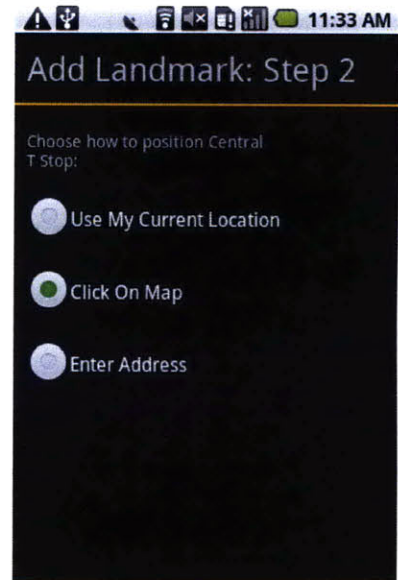 11:33 AM
Add Landmark: Step 2
Choose how to position Central
T Stop:
Use My Current Location
Click On Map
Enter Address